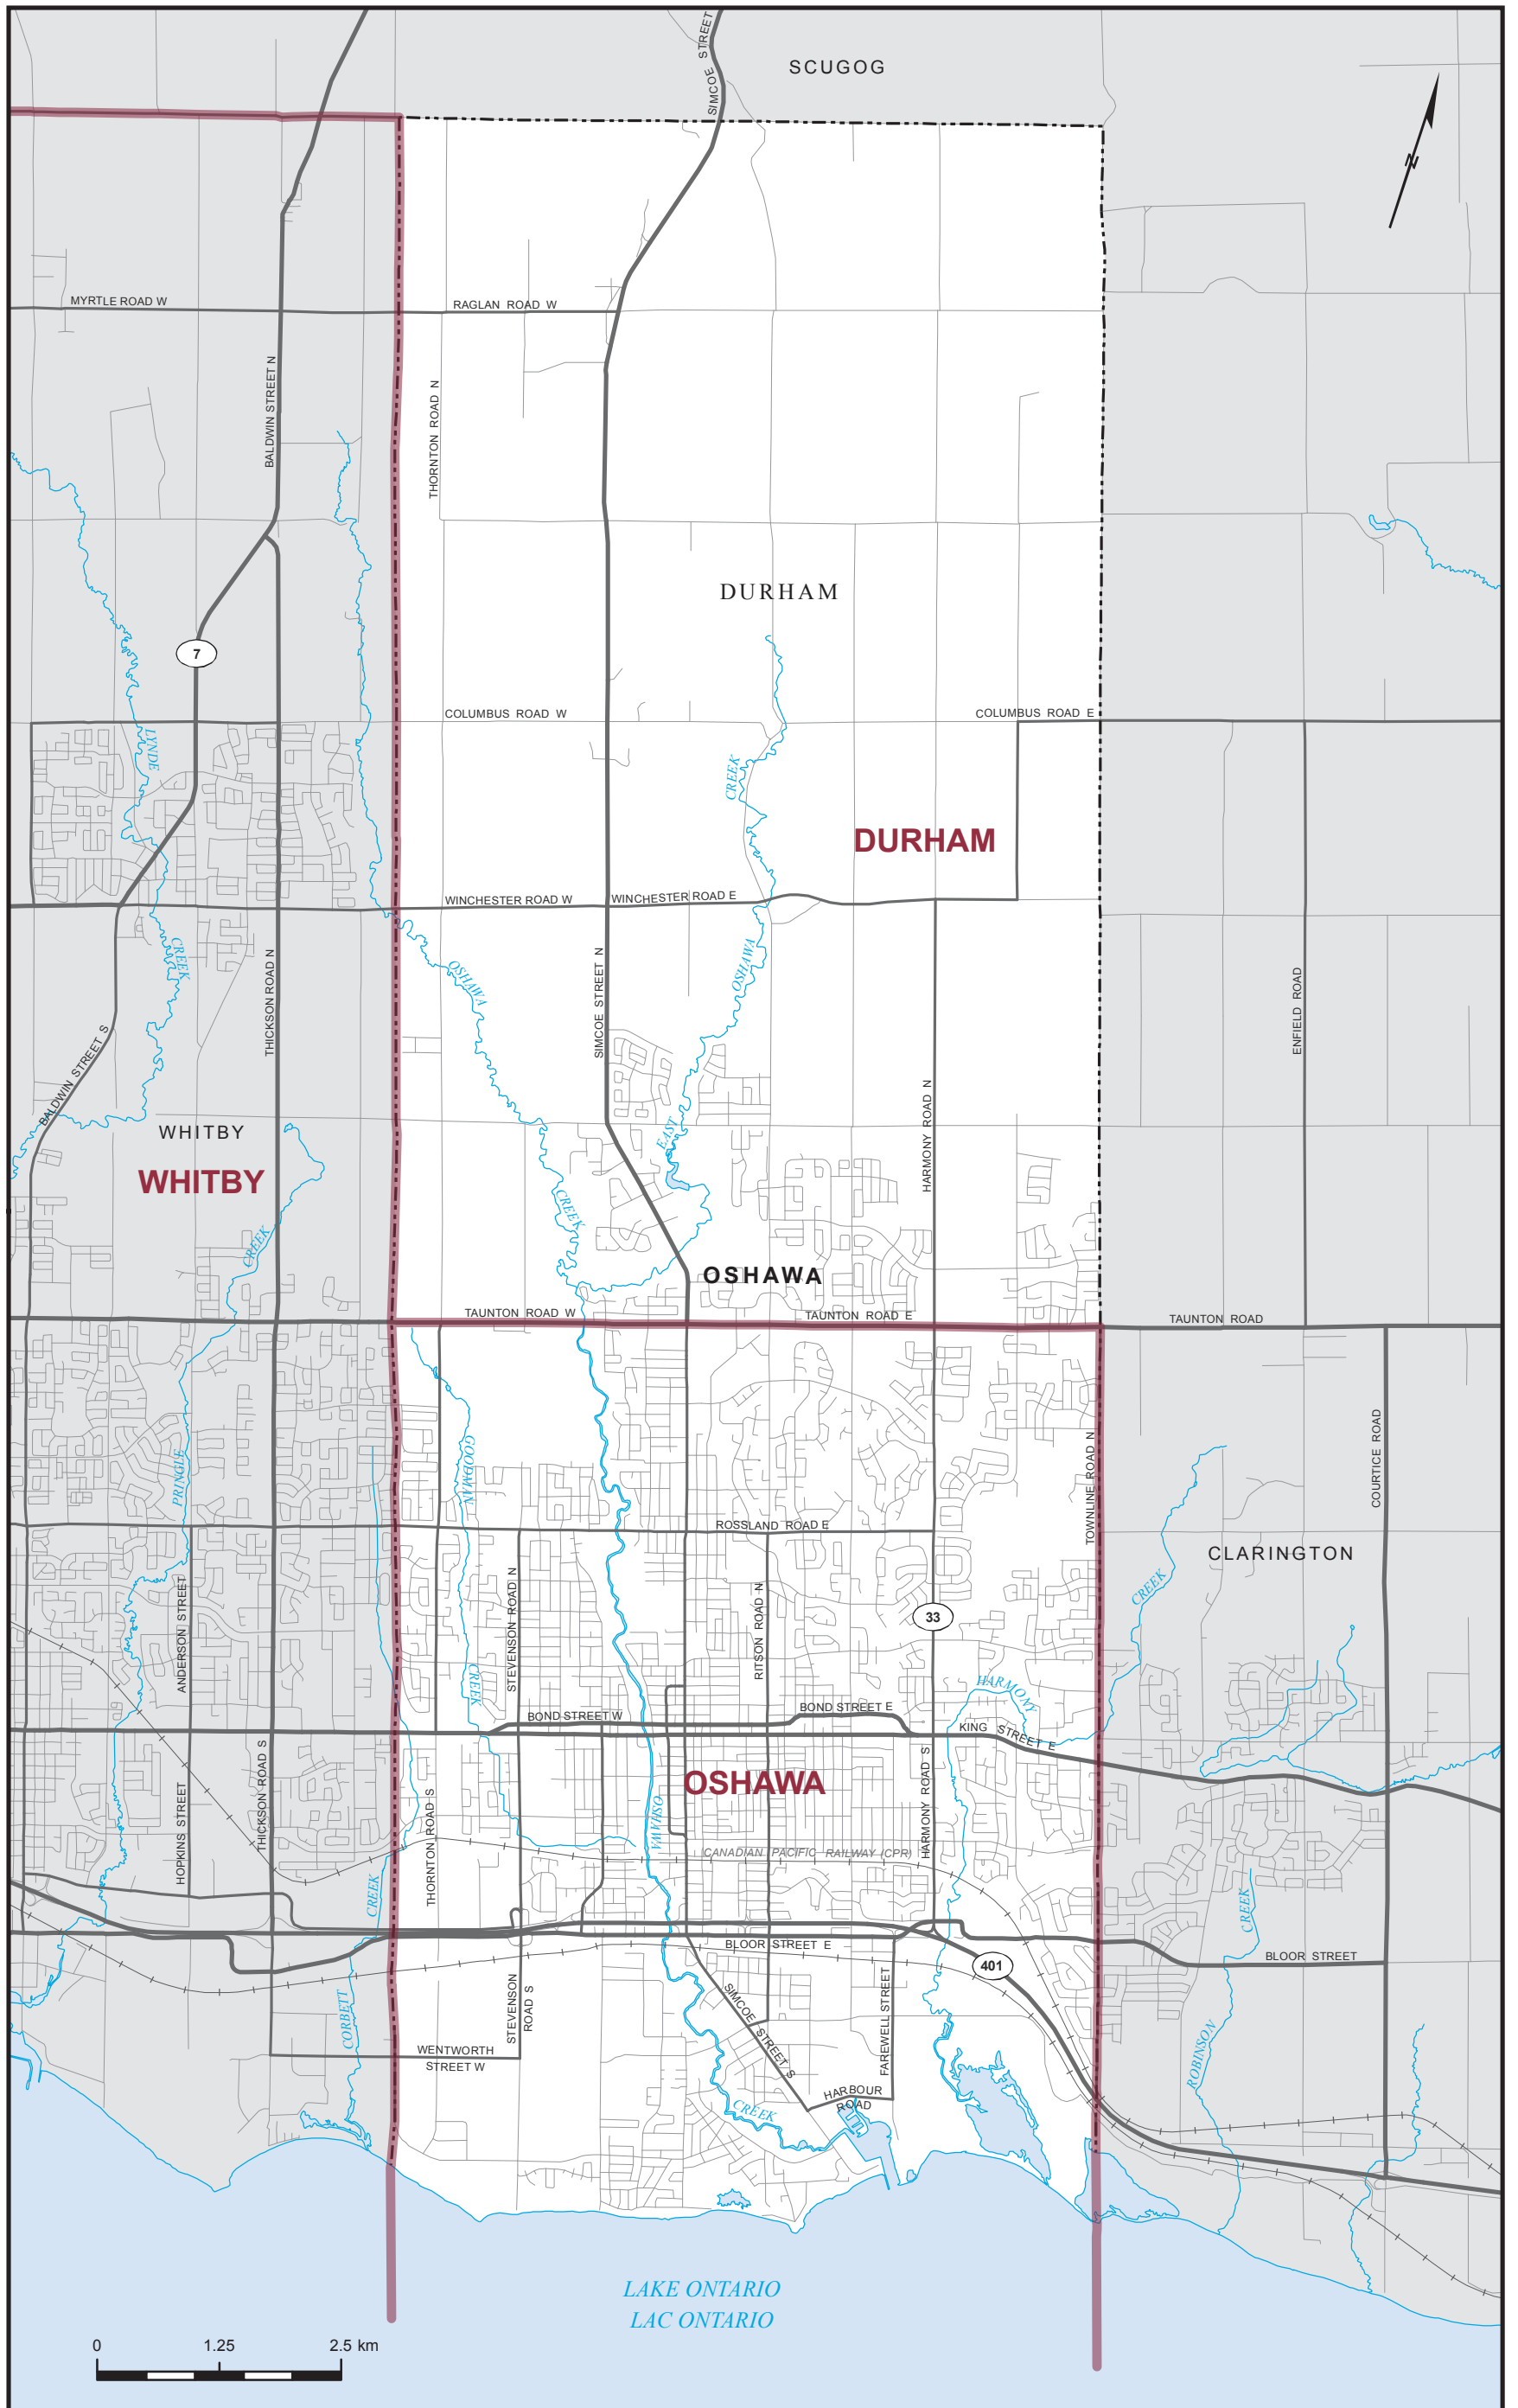 SIMCOE STREET
SCUGOG
N
MYRTLE ROAD W
RAGLAN ROAD W
BALDWIN STREET N
THORNTON ROAD N
DURHAM
7
COLUMBUS ROAD W
COLUMBUS ROAD E
LYNDE
CREEK
DURHAM
WINCHESTER ROAD W
WINCHESTER ROAD E
CREEK
OSHAWA
OSHAWA
THICKSON ROAD N
SIMCOE STREET N
ENFIELD ROAD
BALDWIN STREET S
HARMONY ROAD N
WHITBY
EAST
WHITBY
CREEK
CREEK
OSHAWA
TAUNTON ROAD W
TAUNTON ROAD E
TAUNTON ROAD
PRINGLE
GOODMAN
TOWNLINE ROAD N
COURTICE ROAD
ROSSLAND ROAD E
CLARINGTON
ANDERSON STREET
STEVENSON ROAD N
RITSON ROAD N
CREEK
33
CREEK
HARMONY
BOND STREET W
BOND STREET E
KING STREET E
OSHAWA
HOPKINS STREET
THICKSON ROAD S
THORNTON ROAD S
OSHAWA
HARMONY ROAD S
CANADIAN PACIFIC RAILWAY (CPR)
CREEK
CREEK
BLOOR STREET E
BLOOR STREET
401
CORBETT
STEVENSON
ROAD S
SIMCOE STREET S
FAREWELL STREET
ROBINSON
WENTWORTH
STREET W
HARBOUR
ROAD
CREEK
LAKE ONTARIO
LAC ONTARIO
0 1.25 2.5 km